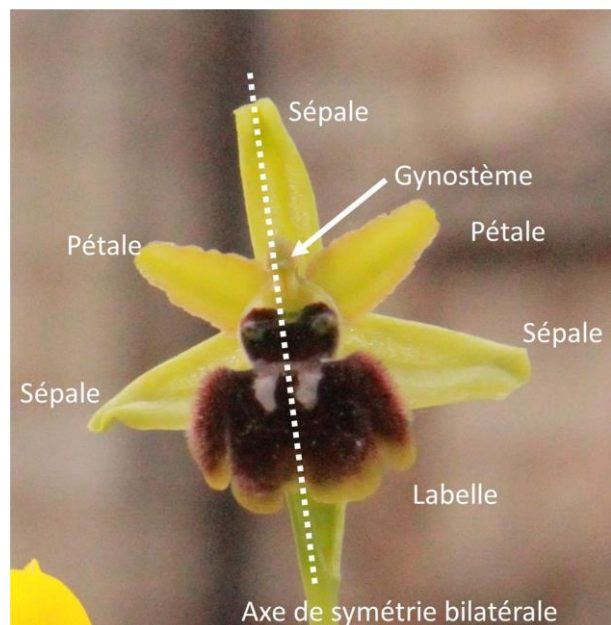 Sépale
Gynostème
Pétale
Pétale
Sépale
Sépale
Labelle
Axe de symétrie bilatérale